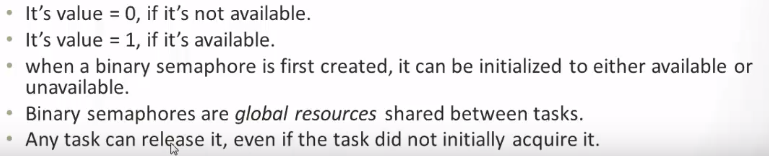 • It's value = 0, if it's not available.
• It's value = 1, if it's available.
• when a binary semaphore is first created, it can be initialized to either available or
unavailable.
• Binary semaphores are global resources shared between tasks.
• Any task can release it, even if the task did not initially acquire it.